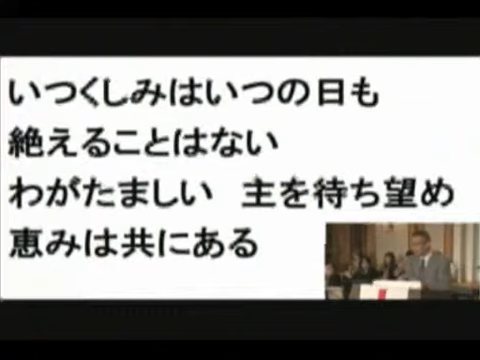 いつくしみはいつの日も
絶えることはない
わがたましい　主を待ち望め
恵みは共にある